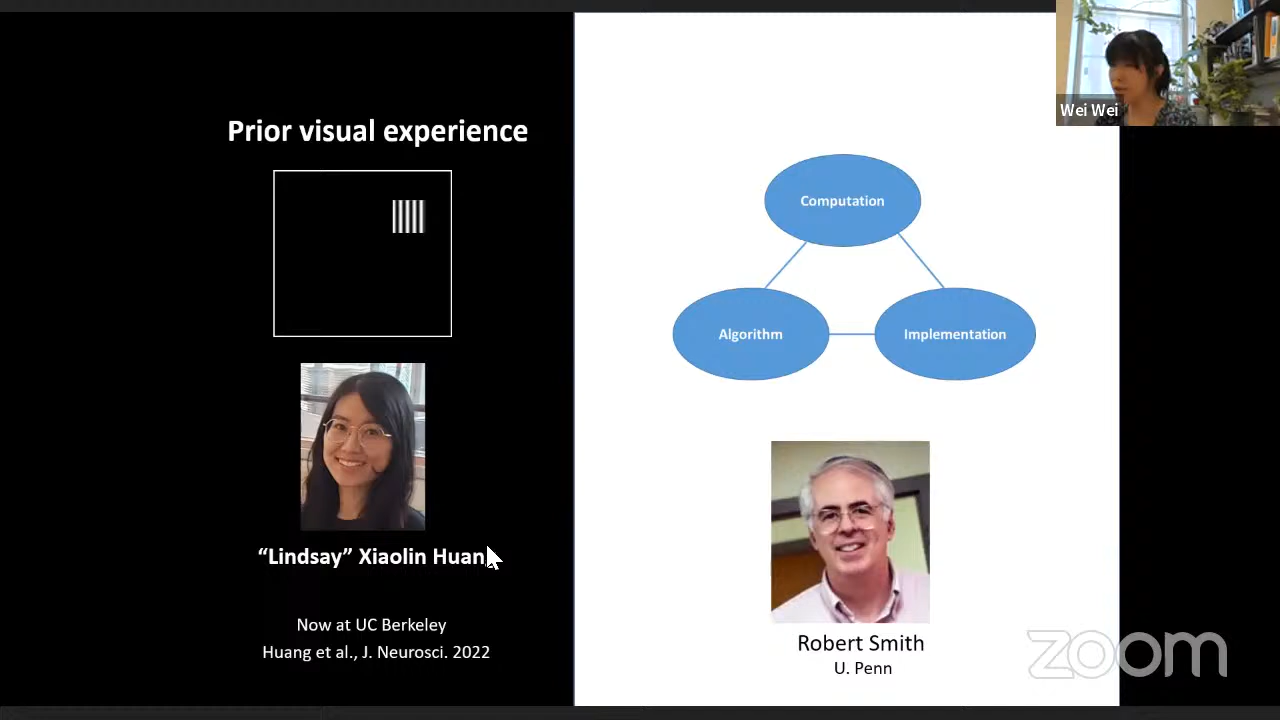 Prior visual experience
“Lindsay” Xiaolin Huang
Now at UC Berkeley
Huang et al., J. Neurosci. 2022
Computation
Algorithm
Implementation
Robert Smith
U. Penn
Wei Wei
zoom